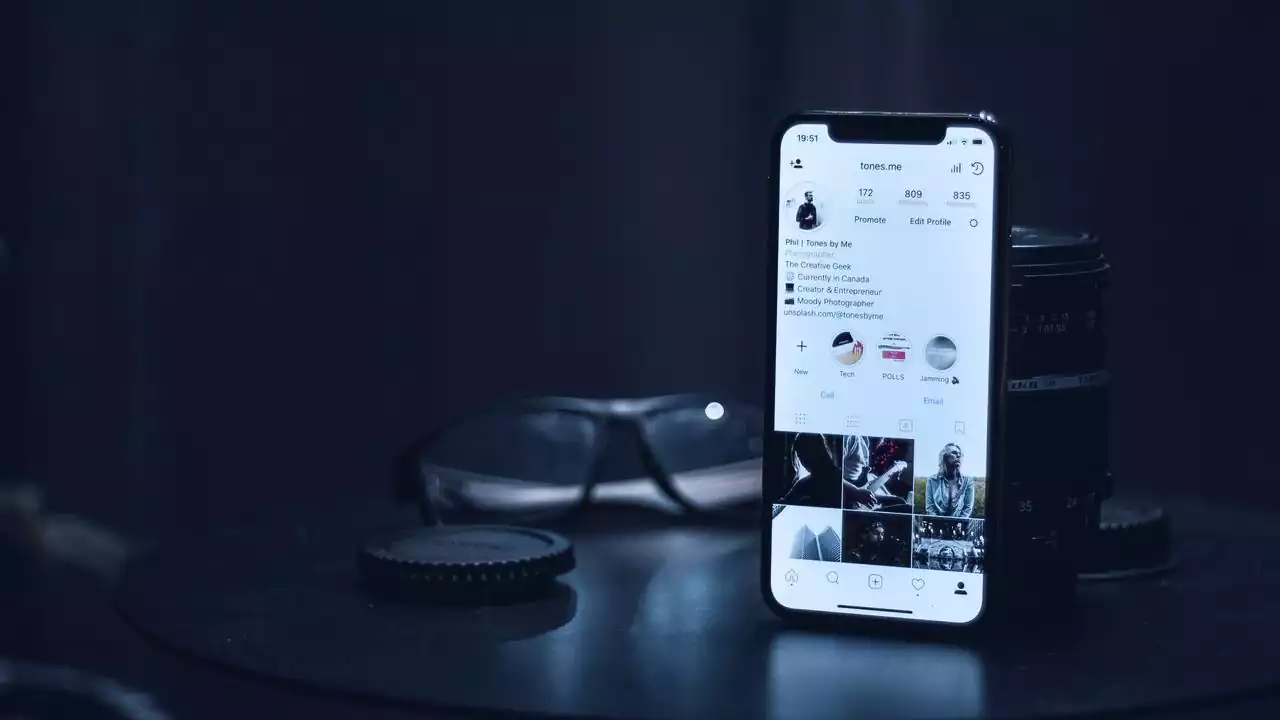 19:51
tones.me
172 809 835
posts followers following
Promote Edit Profile
Phil | Tones by Me
Photographer
The Creative Geek
Currently in Canada
Creator & Entrepreneur
Moody Photographer
unsplash.com/@tonesbyme
New Tech POLLS Jamming
Call Email
35 28